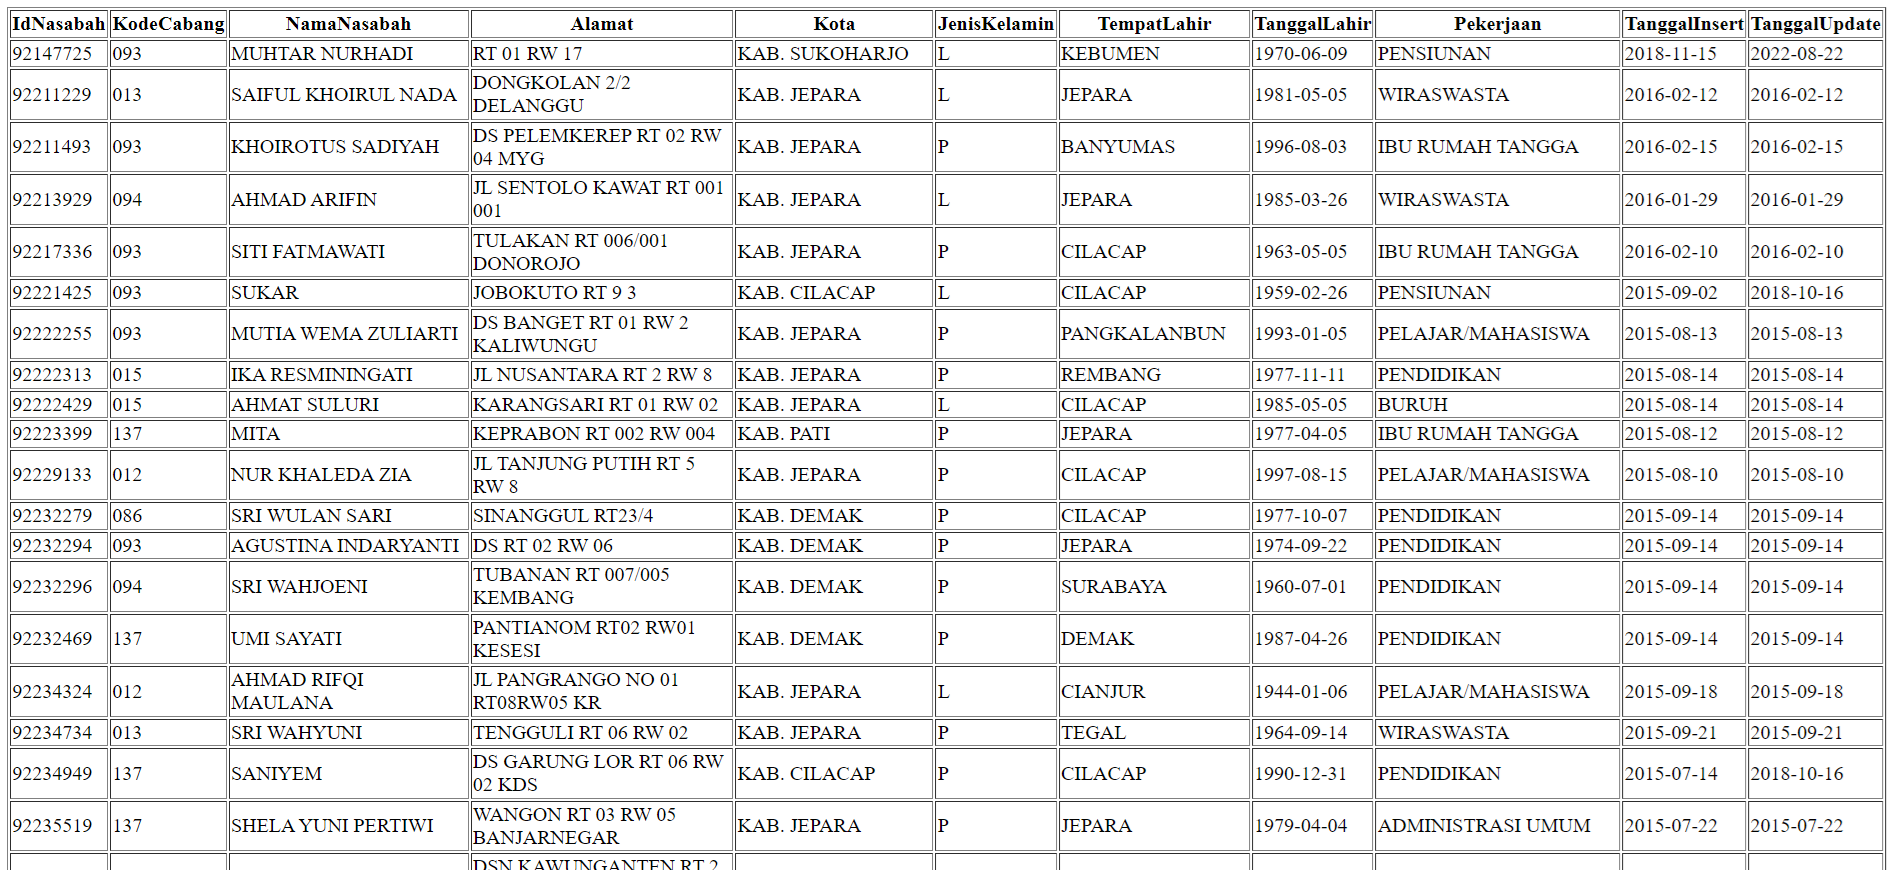 IdNasabah KodeCabang NamaNasabah Alamat Kota JenisKelamin TempatLahir TanggalLahir Pekerjaan TanggalInsert TanggalUpdate
92147725 093 MUHTAR NURHADI RT 01 RW 17 KAB. SUKOHARJO L KEBUMEN 1970-06-09 PENSIUNAN 2018-11-15 2022-08-22
92211229 013 SAIFUL KHOIRUL NADA DONGKOLAN 2/2 DELANGGU KAB. JEPARA L JEPARA 1981-05-05 WIRASWASTA 2016-02-12 2016-02-12
92211493 093 KHOIROTUS SADIYAH DS PELEMKEREP RT 02 RW 04 MYG KAB. JEPARA P BANYUMAS 1996-08-03 IBU RUMAH TANGGA 2016-02-15 2016-02-15
92213929 094 AHMAD ARIFIN JL SENTOLO KAWAT RT 001 001 KAB. JEPARA L JEPARA 1985-03-26 WIRASWASTA 2016-01-29 2016-01-29
92217336 093 SITI FATMAWATI TULAKAN RT 006/001 DONOROJO KAB. JEPARA P CILACAP 1963-05-05 IBU RUMAH TANGGA 2016-02-10 2016-02-10
92221425 093 SUKAR JOBOKUTO RT 9 3 KAB. CILACAP L CILACAP 1959-02-26 PENSIUNAN 2015-09-02 2018-10-16
92222255 093 MUTIA WEMA ZULIARTI DS BANGET RT 01 RW 2 KALIWUNGU KAB. JEPARA P PANGKALANBUN 1993-01-05 PELAJAR/MAHASISWA 2015-08-13 2015-08-13
92222313 015 IKA RESMININGATI JL NUSANTARA RT 2 RW 8 KAB. JEPARA P REMBANG 1977-11-11 PENDIDIKAN 2015-08-14 2015-08-14
92222429 015 AHMAT SULURI KARANGSARI RT 01 RW 02 KAB. JEPARA L CILACAP 1985-05-05 BURUH 2015-08-14 2015-08-14
92223399 137 MITA KEPRABON RT 002 RW 004 KAB. PATI P JEPARA 1977-04-05 IBU RUMAH TANGGA 2015-08-12 2015-08-12
92229133 012 NUR KHALEDA ZIA JL TANJUNG PUTIH RT 5 RW 8 KAB. JEPARA P CILACAP 1997-08-15 PELAJAR/MAHASISWA 2015-08-10 2015-08-10
92232279 086 SRI WULAN SARI SINANGGUL RT23/4 KAB. DEMAK P CILACAP 1977-10-07 PENDIDIKAN 2015-09-14 2015-09-14
92232294 093 AGUSTINA INDARYANTI DS RT 02 RW 06 KAB. DEMAK P JEPARA 1974-09-22 PENDIDIKAN 2015-09-14 2015-09-14
92232296 094 SRI WAHJOENI TUBANAN RT 007/005 KEMBANG KAB. DEMAK P SURABAYA 1960-07-01 PENDIDIKAN 2015-09-14 2015-09-14
92232469 137 UMI SAYATI PANTIANOM RT02 RW01 KESESI KAB. DEMAK P DEMAK 1987-04-26 PENDIDIKAN 2015-09-14 2015-09-14
92234324 012 AHMAD RIFQI MAULANA JL PANGRANGO NO 01 RT08RW05 KR KAB. JEPARA L CIANJUR 1944-01-06 PELAJAR/MAHASISWA 2015-09-18 2015-09-18
92234734 013 SRI WAHYUNI TENGGULI RT 06 RW 02 KAB. JEPARA P TEGAL 1964-09-14 WIRASWASTA 2015-09-21 2015-09-21
92234949 137 SANIYEM DS GARUNG LOR RT 06 RW 02 KDS KAB. CILACAP P CILACAP 1990-12-31 PENDIDIKAN 2015-07-14 2018-10-16
92235519 137 SHELA YUNI PERTIWI WANGON RT 03 RW 05 BANJARNEGAR KAB. JEPARA P JEPARA 1979-04-04 ADMINISTRASI UMUM 2015-07-22 2015-07-22
DSN KAWUNGANTEN RT 2